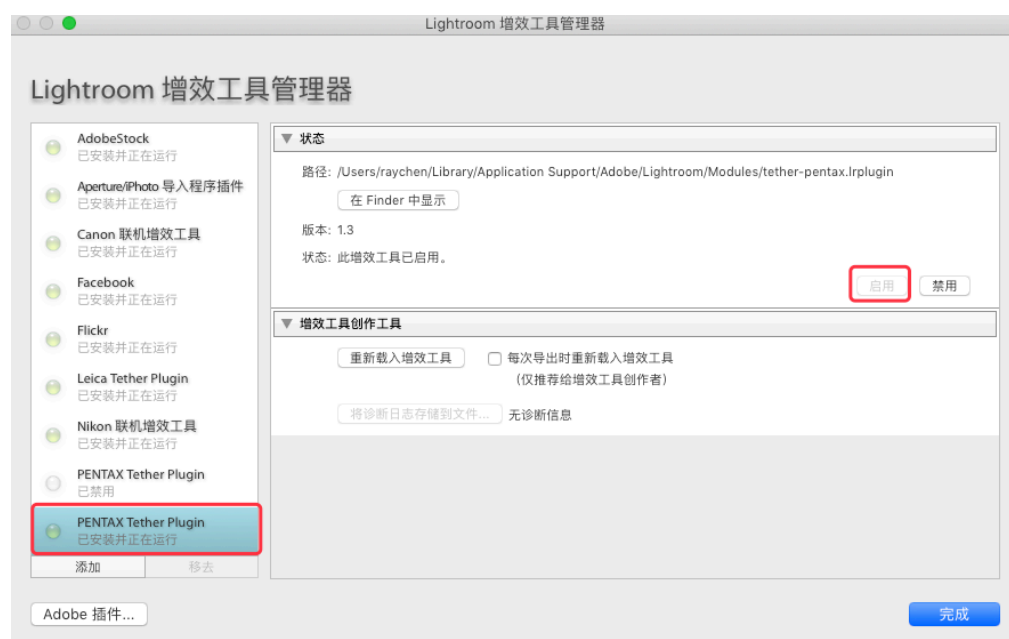 Lightroom 增效工具管理器
Lightroom 增效工具管理器
AdobeStock
已安装并正在运行
Aperture/iPhoto 导入程序插件
已安装并正在运行
Canon 联机增效工具
已安装并正在运行
Facebook
已安装并正在运行
Flickr
已安装并正在运行
Leica Tether Plugin
已安装并正在运行
Nikon 联机增效工具
已安装并正在运行
PENTAX Tether Plugin
已禁用
PENTAX Tether Plugin
已安装并正在运行
添加 移去
状态
路径: /Users/raychen/Library/Application Support/Adobe/Lightroom/Modules/tether-pentax.lrplugin
在 Finder 中显示
版本: 1.3
状态: 此增效工具已启用。
启用 禁用
增效工具创作工具
重新载入增效工具 每次导出时重新载入增效工具
(仅推荐给增效工具创作者)
将诊断日志存储到文件... 无诊断信息
Adobe 插件... 完成